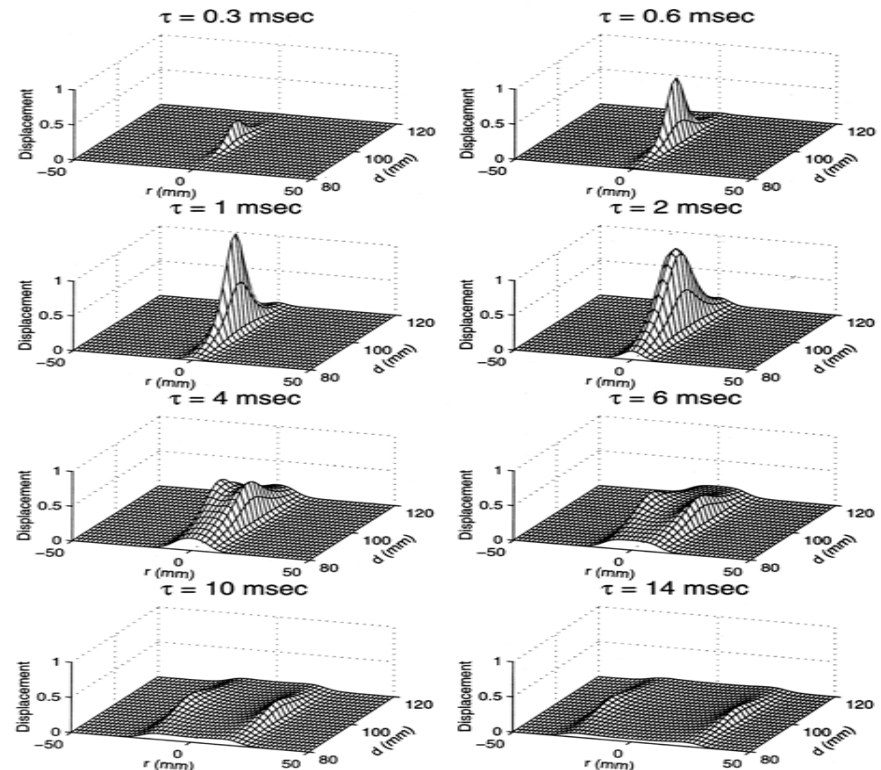 τ = 0.3 msec
Displacement
1
0.5
0
−50
0
50
r (mm)
80
100
120
d (mm)
τ = 0.6 msec
Displacement
1
0.5
0
−50
0
50
r (mm)
80
100
120
d (mm)
τ = 1 msec
Displacement
1
0.5
0
−50
0
50
r (mm)
80
100
120
d (mm)
τ = 2 msec
Displacement
1
0.5
0
−50
0
50
r (mm)
80
100
120
d (mm)
τ = 4 msec
Displacement
1
0.5
0
−50
0
50
r (mm)
80
100
120
d (mm)
τ = 6 msec
Displacement
1
0.5
0
−50
0
50
r (mm)
80
100
120
d (mm)
τ = 10 msec
Displacement
1
0.5
0
−50
0
50
r (mm)
80
100
120
d (mm)
τ = 14 msec
Displacement
1
0.5
0
−50
0
50
r (mm)
80
100
120
d (mm)